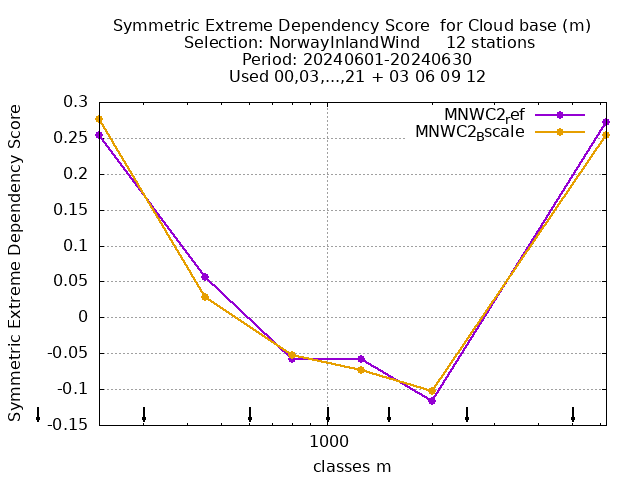 Symmetric Extreme Dependency Score  for Cloud base (m)
Selection: NorwayInlandWind     12 stations
Period: 20240601-20240630
Used 00,03,...,21 + 03 06 09 12
MNWC2ref
MNWC2Bscale
0.3
0.25
0.2
0.15
0.1
0.05
0
-0.05
-0.1
-0.15
Symmetric Extreme Dependency Score
1000
classes m